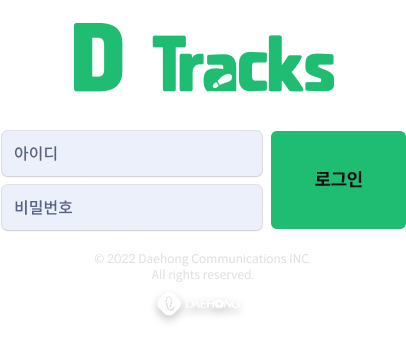 D Tracks
아이디
비밀번호
로그인
© 2022 Daehong Communications INC.
All rights reserved.
DAEHONG